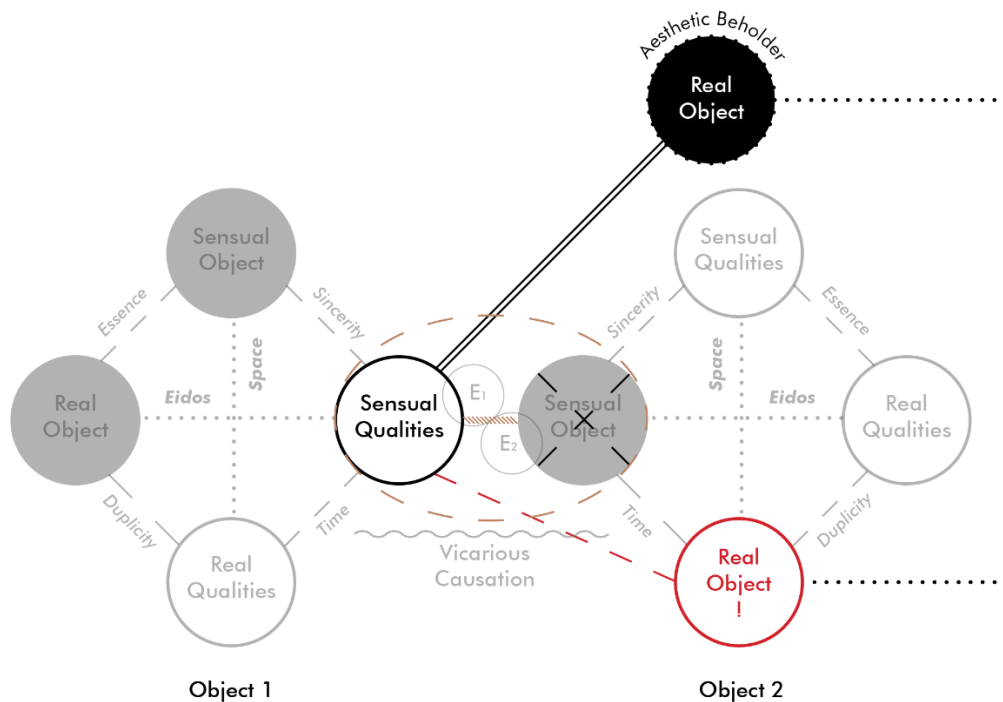 Aesthetic Beholder
Real
Object
Sensual
Object
Sensual
Qualities
Essence
Sincerity
Sincerity
Essence
Space
Space
Real
Object
Eidos
Sensual
Qualities
E1
E2
Sensual
Object
Eidos
Real
Qualities
Duplicity
Time
Time
Duplicity
Vicarious
Causation
Real
Qualities
Real
Object
!
Object 1
Object 2